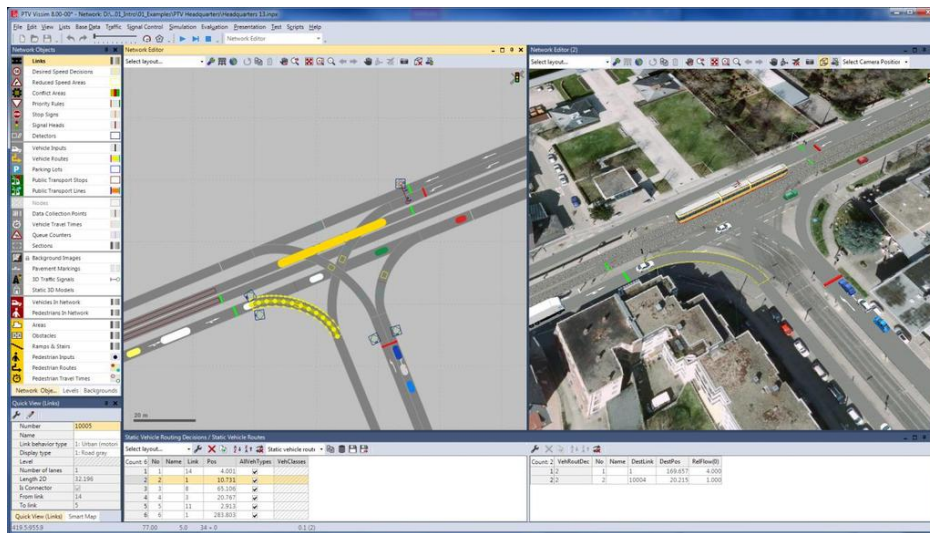 PTV Vissim 8.00-00* - Network: D:\...01_Intro\01_Examples\PTV Headquarters\Headquarters 13.inpx
File Edit View Lists Base Data Traffic Signal Control Simulation Evaluation Presentation Test Scripts Help
Network Editor
Network Objects
Links
Desired Speed Decisions
Reduced Speed Areas
Conflict Areas
Priority Rules
Stop Signs
Signal Heads
Detectors
Vehicle Inputs
Vehicle Routes
Parking Lots
Public Transport Stops
Public Transport Lines
Nodes
Data Collection Points
Vehicle Travel Times
Queue Counters
Sections
Background Images
Pavement Markings
3D Traffic Signals
Static 3D Models
Vehicles In Network
Pedestrians In Network
Areas
Obstacles
Ramps & Stairs
Pedestrian Inputs
Pedestrian Routes
Pedestrian Travel Times
Network Obje... Levels Backgrounds
Network Editor
Select layout...
20 m
Network Editor (2)
Select layout... Select Camera Position
Quick View (Links)
Number 10005
Name
Link behavior type 1: Urban (motori
Display type 1: Road grey
Level
Number of lanes 1
Length 2D 32.196
Is Connector
From link 14
To link 5
Quick View (Links) Smart Map
Static Vehicle Routing Decisions / Static Vehicle Routes
Select layout... Static vehicle route
Count: 6 No Name Link Pos AllVehTypes VehClasses
1 1 14 4.001
2 2 1 10.731
3 3 8 65.106
4 4 3 20.767
5 5 11 2.913
6 6 1 283.803
Count: 2 VehRoutDec No Name DestLink DestPos RelFlow(0)
1 2 1 1 169.657 4.000
2 2 2 10004 20.215 1.000
419.5:955.9 77.00 5.0 34 + 0 0.1 (2)